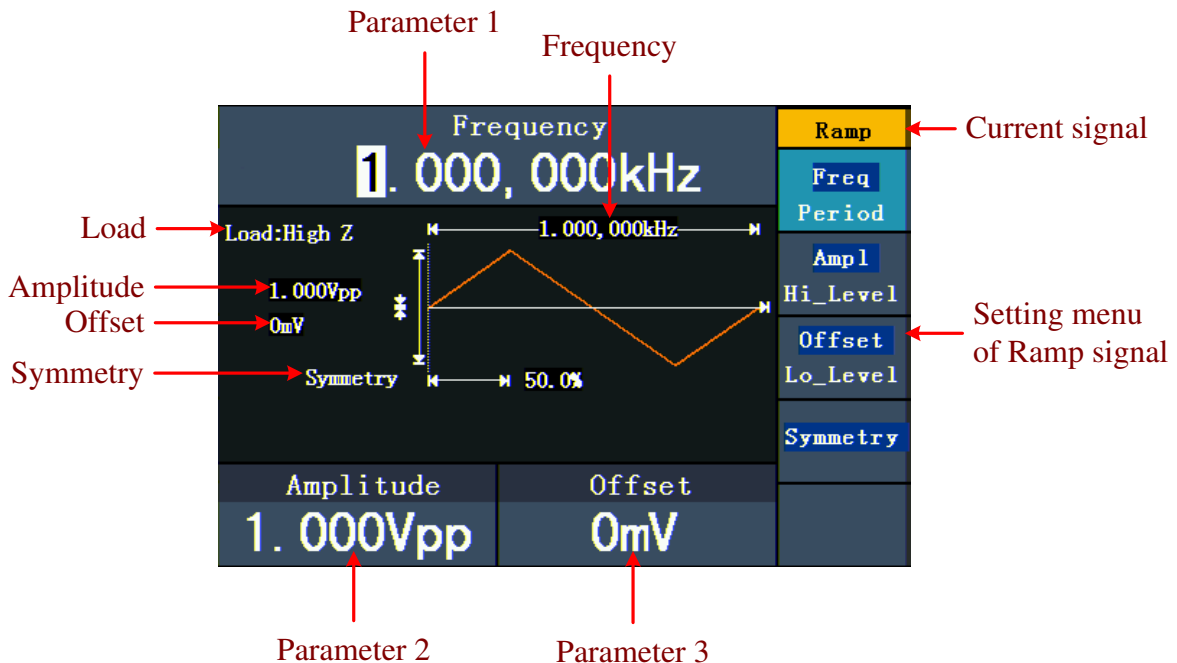 Parameter 1
Frequency
Frequency
1.000,000kHz
Ramp
Current signal
Freq
Period
Load
Load:High Z
1.000,000kHz
Ampl
Hi_Level
Amplitude
1.000Vpp
Offset
0mV
Setting menu
of Ramp signal
Offset
Lo_Level
Symmetry
Symmetry
50.0%
Symmetry
Amplitude
1.000Vpp
Offset
0mV
Parameter 2
Parameter 3